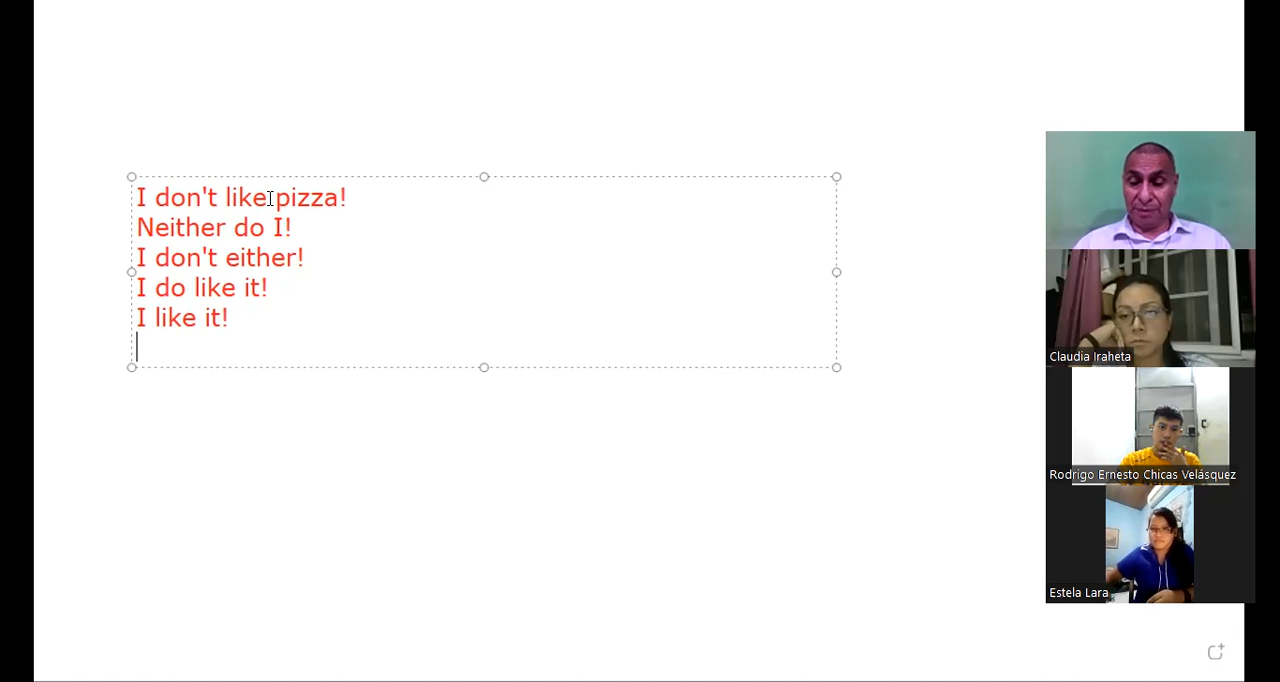 I don't like pizza!
Neither do I!
I don't either!
I do like it!
I like it!
Claudia Iraheta
Rodrigo Ernesto Chicas Velásquez
Estela Lara